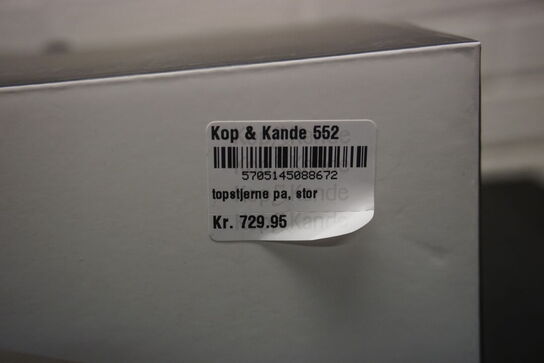 Kop & Kande 552
5705145088672
topstjerne pa, stor
Kr. 729.95